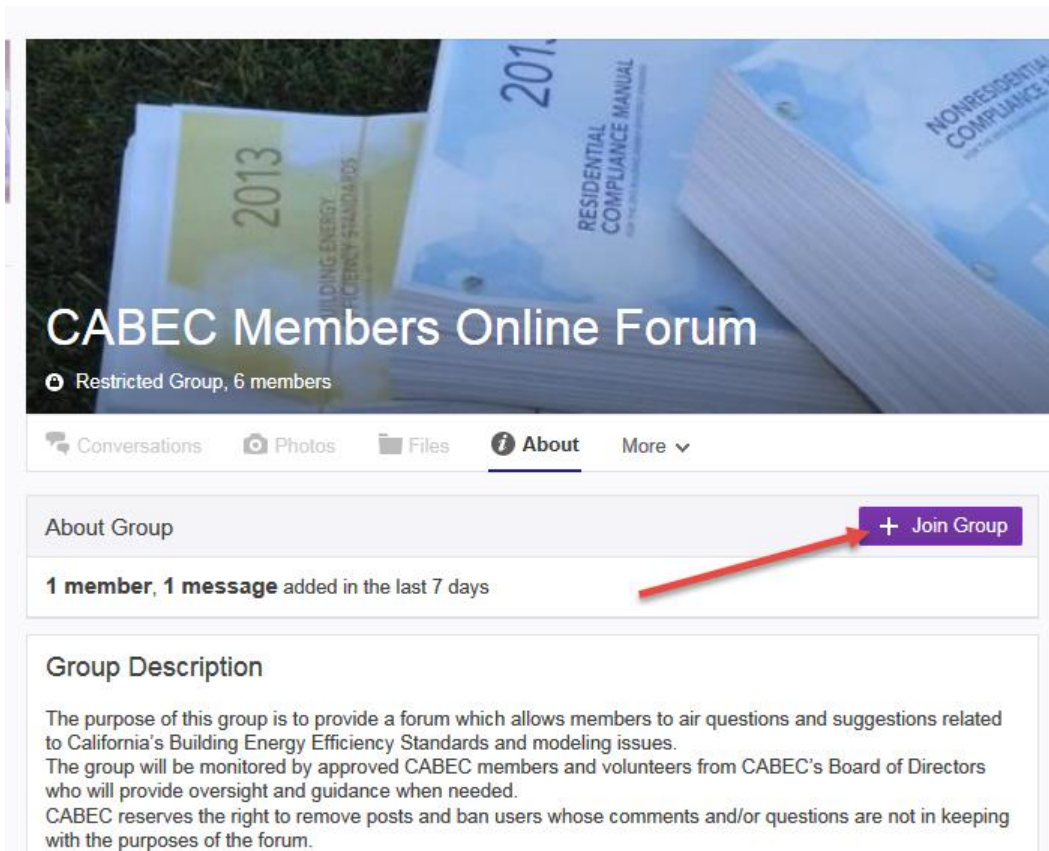 2013
BUILDING ENERGY
EFFICIENCY STANDARDS
201
RESIDENTIAL
COMPLIANCE MANUAL
NONRESIDENTIAL
COMPLIANCE
CABEC Members Online Forum
Restricted Group, 6 members
Conversations Photos Files About More
About Group
+ Join Group
1 member, 1 message added in the last 7 days
Group Description
The purpose of this group is to provide a forum which allows members to air questions and suggestions related
to California's Building Energy Efficiency Standards and modeling issues.
The group will be monitored by approved CABEC members and volunteers from CABEC's Board of Directors
who will provide oversight and guidance when needed.
CABEC reserves the right to remove posts and ban users whose comments and/or questions are not in keeping
with the purposes of the forum.